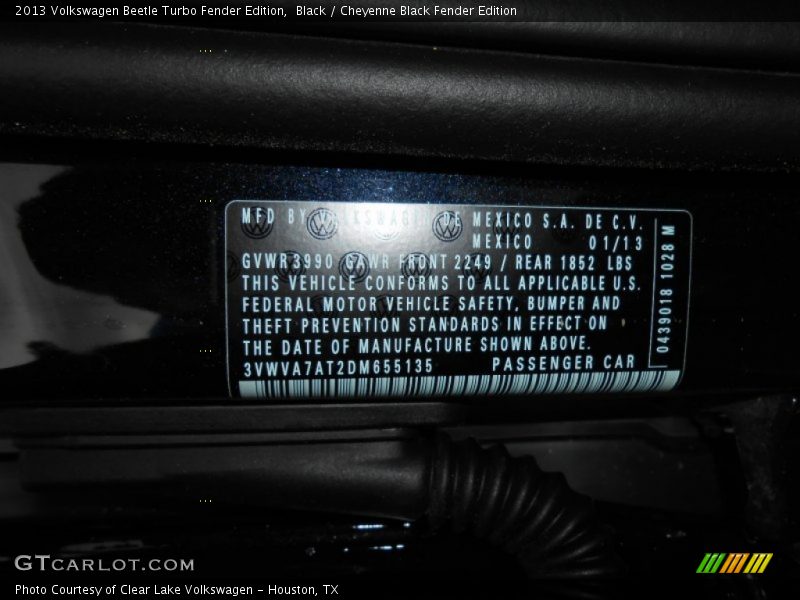 2013 Volkswagen Beetle Turbo Fender Edition,  Black / Cheyenne Black Fender Edition
MFD BY VOLKSWAGEN DE MEXICO S.A. DE C.V.
MEXICO 01/13
GVWR 3990 GAWR FRONT 2249 / REAR 1852 LBS
THIS VEHICLE CONFORMS TO ALL APPLICABLE U.S.
FEDERAL MOTOR VEHICLE SAFETY, BUMPER AND
THEFT PREVENTION STANDARDS IN EFFECT ON
THE DATE OF MANUFACTURE SHOWN ABOVE.
3VWVA7AT2DM655135 PASSENGER CAR
0439018 1028 M
GTCARLOT.COM
Photo Courtesy of Clear Lake Volkswagen – Houston, TX